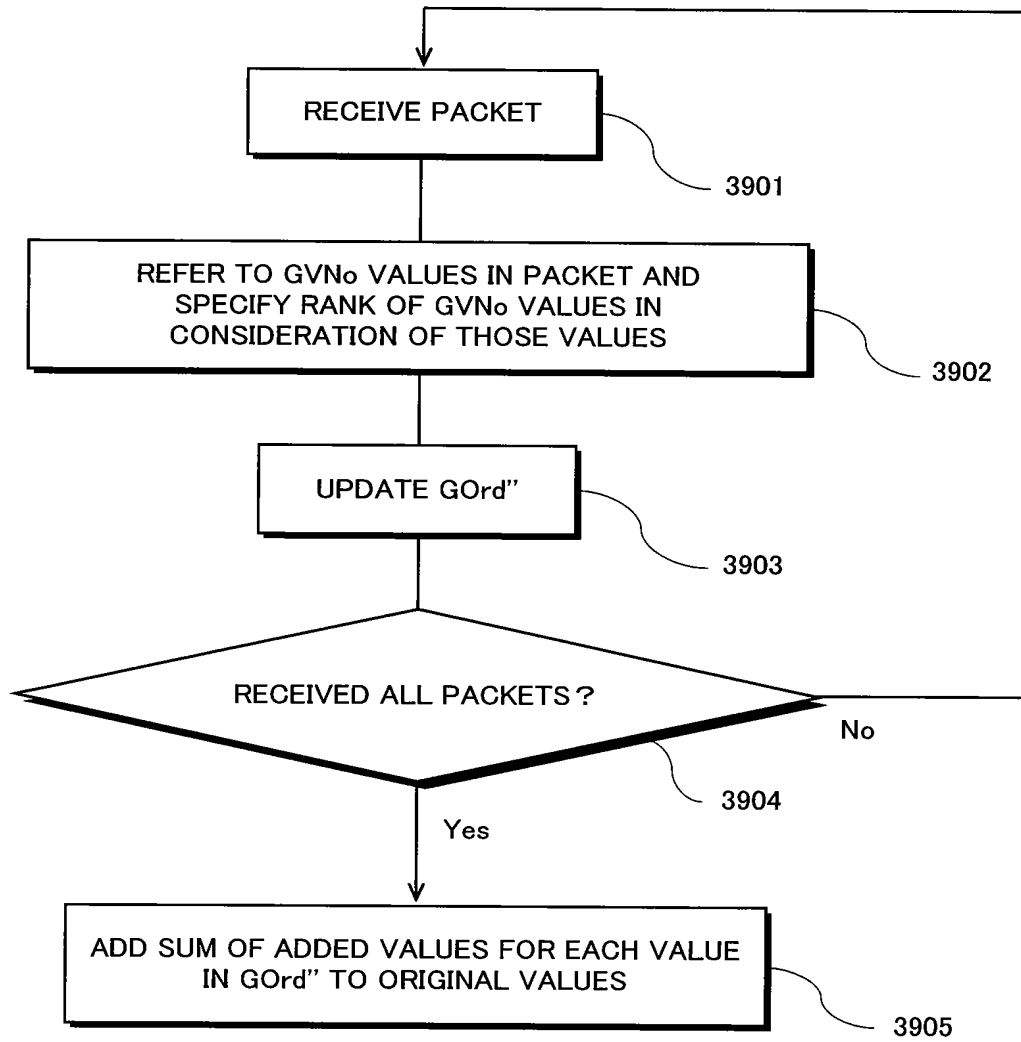 RECEIVE PACKET
3901
REFER TO GVNo VALUES IN PACKET AND
SPECIFY RANK OF GVNo VALUES IN
CONSIDERATION OF THOSE VALUES
3902
UPDATE GOrd”
3903
RECEIVED ALL PACKETS?
No
3904
Yes
ADD SUM OF ADDED VALUES FOR EACH VALUE
IN GOrd” TO ORIGINAL VALUES
3905